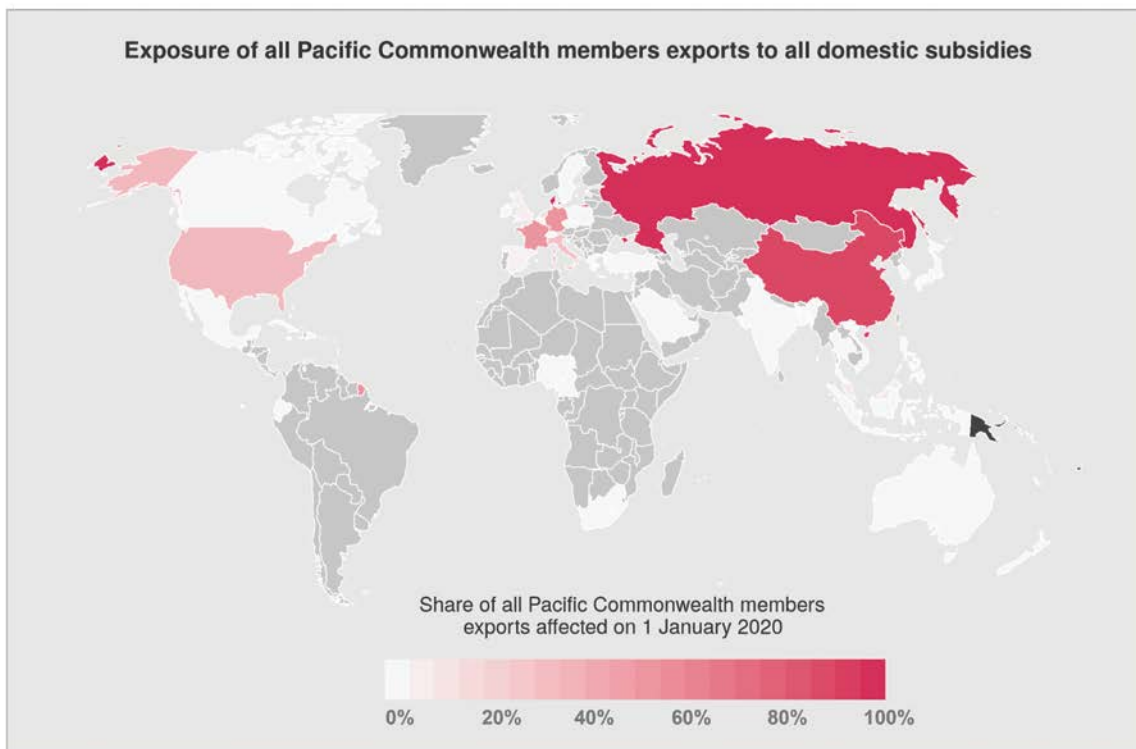 Exposure of all Pacific Commonwealth members exports to all domestic subsidies
Share of all Pacific Commonwealth members
exports affected on 1 January 2020
0% 20% 40% 60% 80% 100%